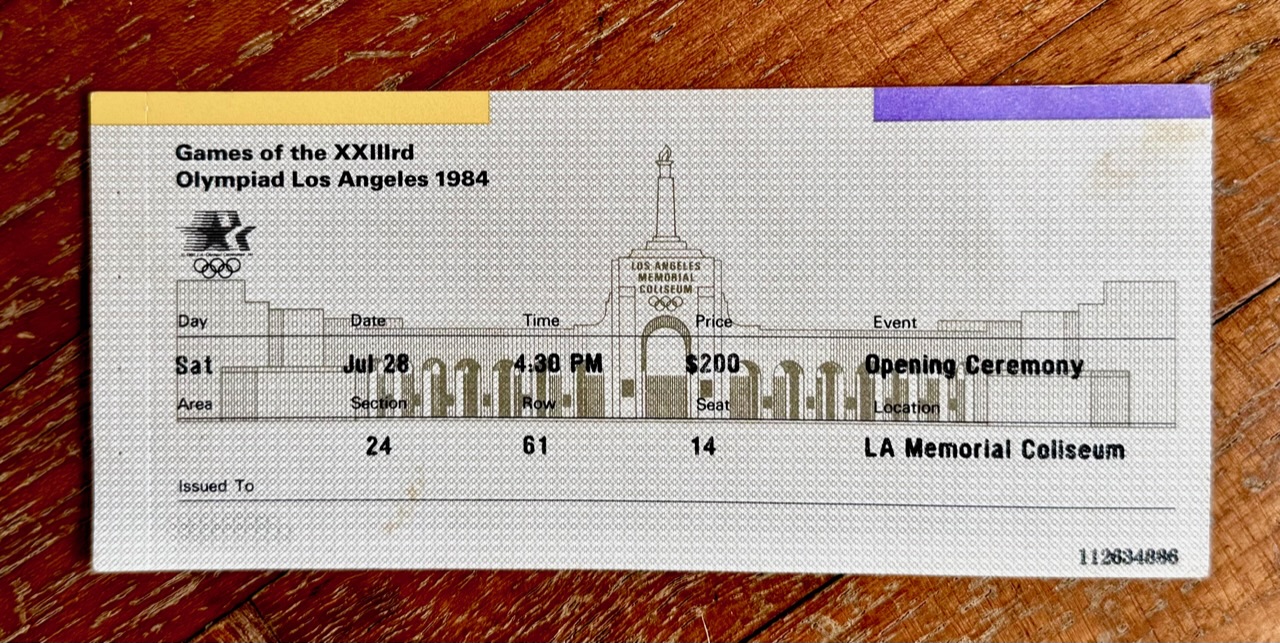 Games of the XXIIIrd
Olympiad Los Angeles 1984
LOS ANGELES
MEMORIAL
COLISEUM
Day Date Time Price Event
Sat Jul 28 4:30 PM $200 Opening Ceremony
Area Section Row Seat Location
24 61 14 LA Memorial Coliseum
Issued To
112634886